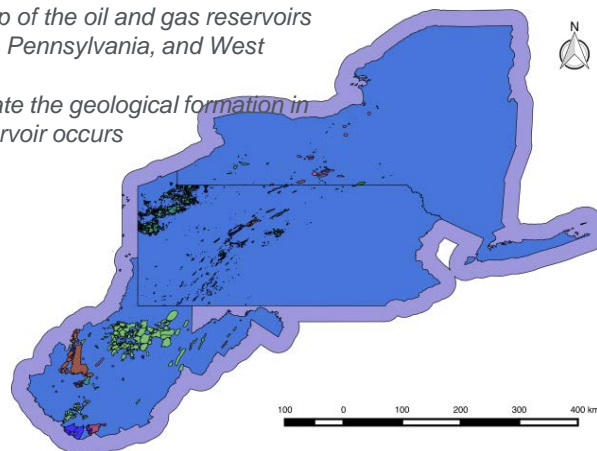 p of the oil and gas reservoirs
Pennsylvania, and West
ate the geological formation in
rvoir occurs
N
100 0 100 200 300 400 km